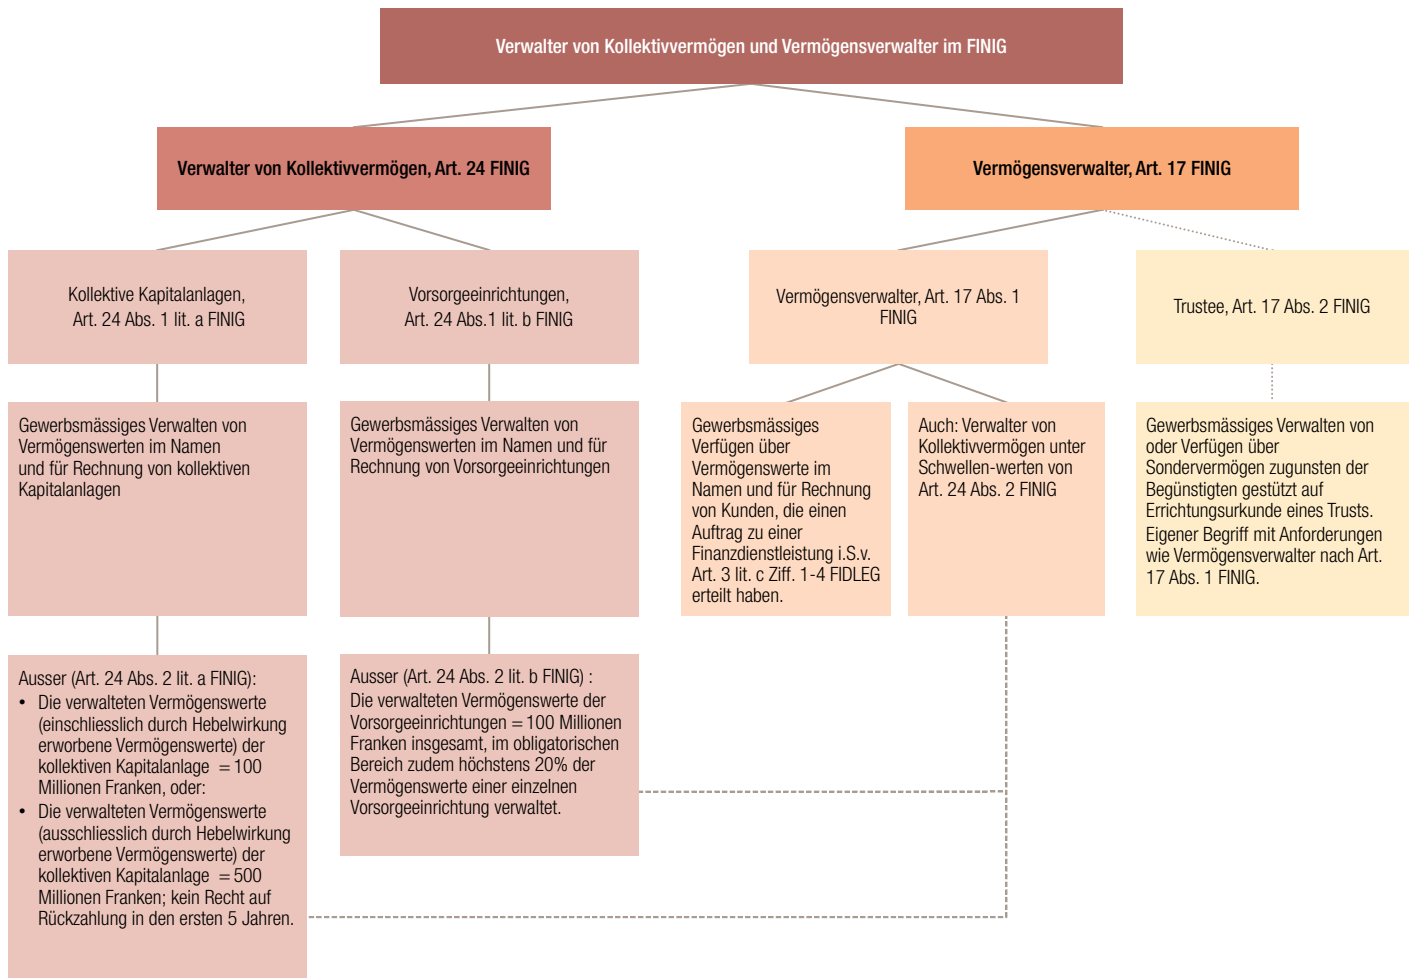 Verwalter von Kollektivvermögen und Vermögensverwalter im FINIG
Verwalter von Kollektivvermögen, Art. 24 FINIG
Vermögensverwalter, Art. 17 FINIG
Kollektive Kapitalanlagen,
Art. 24 Abs. 1 lit. a FINIG
Vorsorgeeinrichtungen,
Art. 24 Abs.1 lit. b FINIG
Vermögensverwalter, Art. 17 Abs. 1
FINIG
Trustee, Art. 17 Abs. 2 FINIG
Gewerbsmässiges Verwalten von
Vermögenswerten im Namen
und für Rechnung von kollektiven
Kapitalanlagen
Gewerbsmässiges Verwalten von
Vermögenswerten im Namen und für
Rechnung von Vorsorgeeinrichtungen
Gewerbsmässiges
Verfügen über
Vermögenswerte im
Namen und für Rechnung
von Kunden, die einen
Auftrag zu einer
Finanzdienstleistung i.S.v.
Art. 3 lit. c Ziff. 1-4 FIDLEG
erteilt haben.
Auch: Verwalter von
Kollektivvermögen unter
Schwellen-werten von
Art. 24 Abs. 2 FINIG
Gewerbsmässiges Verwalten von
oder Verfügen über
Sondervermögen zugunsten der
Begünstigten gestützt auf
Errichtungsurkunde eines Trusts.
Eigener Begriff mit Anforderungen
wie Vermögensverwalter nach Art.
17 Abs. 1 FINIG.
Ausser (Art. 24 Abs. 2 lit. a FINIG):
• Die verwalteten Vermögenswerte
(einschliesslich durch Hebelwirkung
erworbene Vermögenswerte) der
kollektiven Kapitalanlage = 100
Millionen Franken, oder:
• Die verwalteten Vermögenswerte
(ausschliesslich durch Hebelwirkung
erworbene Vermögenswerte) der
kollektiven Kapitalanlage = 500
Millionen Franken; kein Recht auf
Rückzahlung in den ersten 5 Jahren.
Ausser (Art. 24 Abs. 2 lit. b FINIG) :
Die verwalteten Vermögenswerte der
Vorsorgeeinrichtungen = 100 Millionen
Franken insgesamt, im obligatorischen
Bereich zudem höchstens 20% der
Vermögenswerte einer einzelnen
Vorsorgeeinrichtung verwaltet.